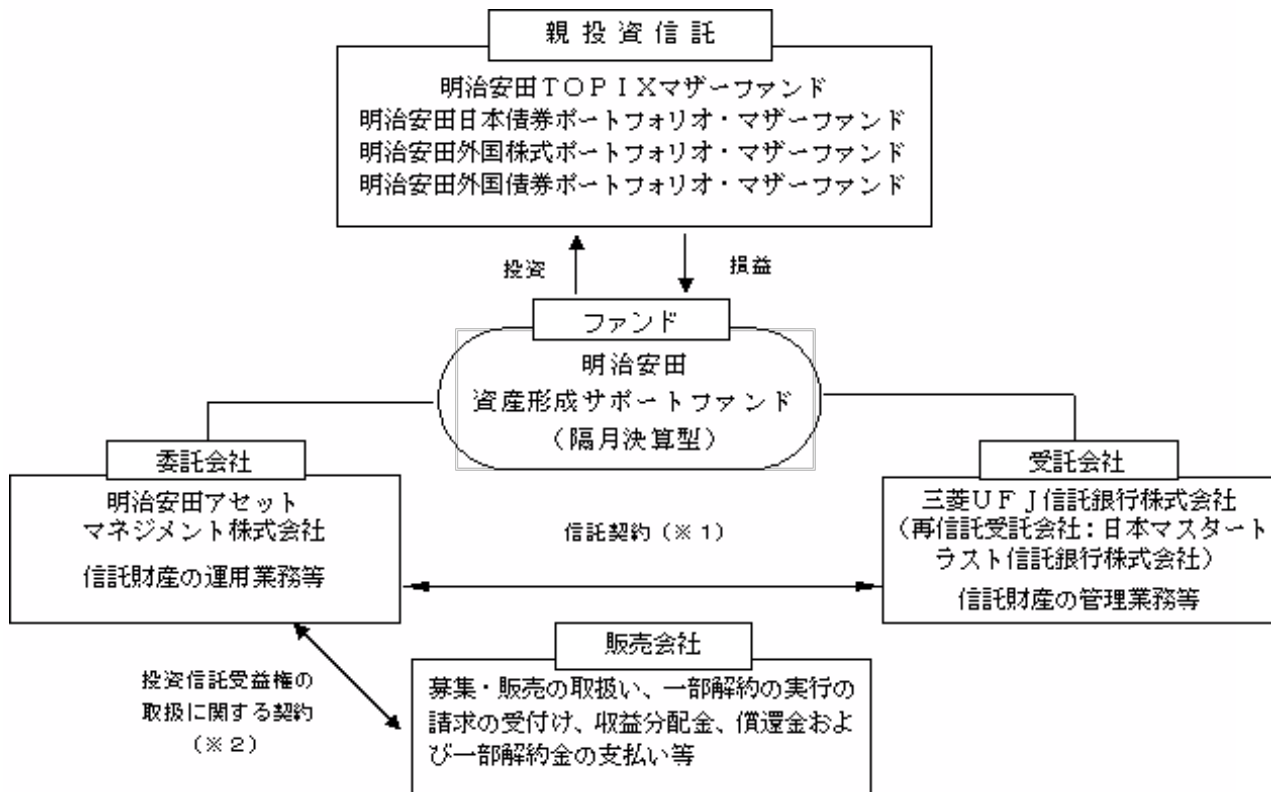 親投資信託
明治安田ＴＯＰＩＸマザーファンド
明治安田日本債券ポートフォリオ・マザーファンド
明治安田外国株式ポートフォリオ・マザーファンド
明治安田外国債券ポートフォリオ・マザーファンド
投資
損益
ファンド
明治安田
資産形成サポートファンド
（隔月決算型）
委託会社
明治安田アセット
マネジメント株式会社
信託財産の運用業務等
信託契約（※１）
受託会社
三菱ＵＦＪ信託銀行株式会社
（再信託受託会社：日本マスタート
ラスト信託銀行株式会社）
信託財産の管理業務等
投資信託受益権の
取扱に関する契約
（※２）
販売会社
募集・販売の取扱い、一部解約の実行の
請求の受付け、収益分配金、償還金およ
び一部解約金の支払い等